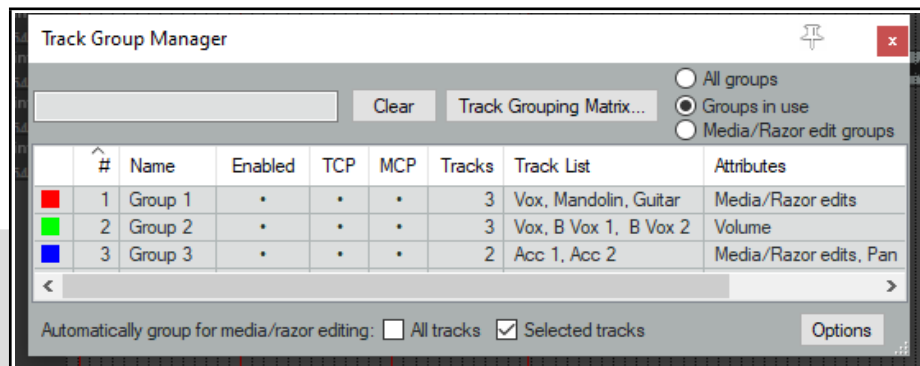 Track Group Manager
x
All groups
Clear Track Grouping Matrix... Groups in use
Media/Razor edit groups
# Name Enabled TCP MCP Tracks Track List Attributes
1 Group 1 • • • 3 Vox, Mandolin, Guitar Media/Razor edits
2 Group 2 • • • 3 Vox, B Vox 1, B Vox 2 Volume
3 Group 3 • • • 2 Acc 1, Acc 2 Media/Razor edits, Pan
Automatically group for media/razor editing: All tracks Selected tracks Options